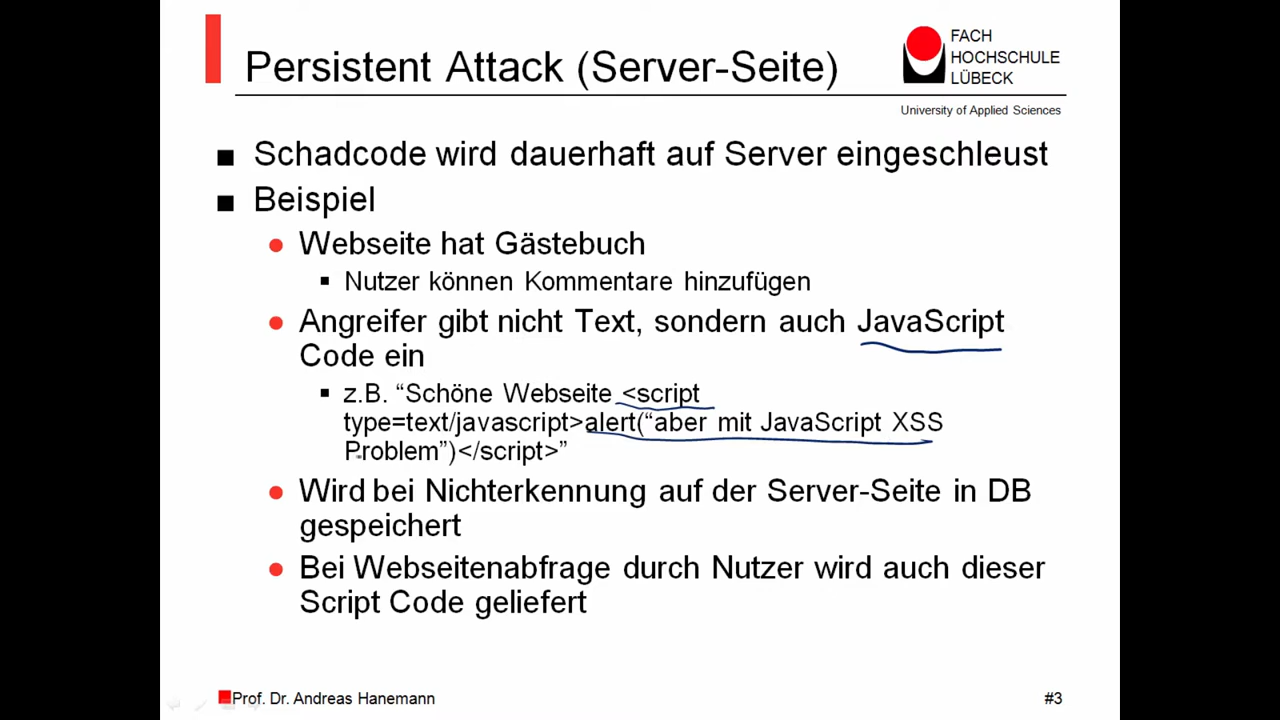 Persistent Attack (Server-Seite)
FACH
HOCHSCHULE
LÜBECK
University of Applied Sciences
■ Schadcode wird dauerhaft auf Server eingeschleust
■ Beispiel
● Webseite hat Gästebuch
▪ Nutzer können Kommentare hinzufügen
● Angreifer gibt nicht Text, sondern auch JavaScript
Code ein
▪ z.B. “Schöne Webseite <script
type=text/javascript>alert(“aber mit JavaScript XSS
Problem”)</script>”
● Wird bei Nichterkennung auf der Server-Seite in DB
gespeichert
● Bei Webseitenabfrage durch Nutzer wird auch dieser
Script Code geliefert
Prof. Dr. Andreas Hanemann
#3